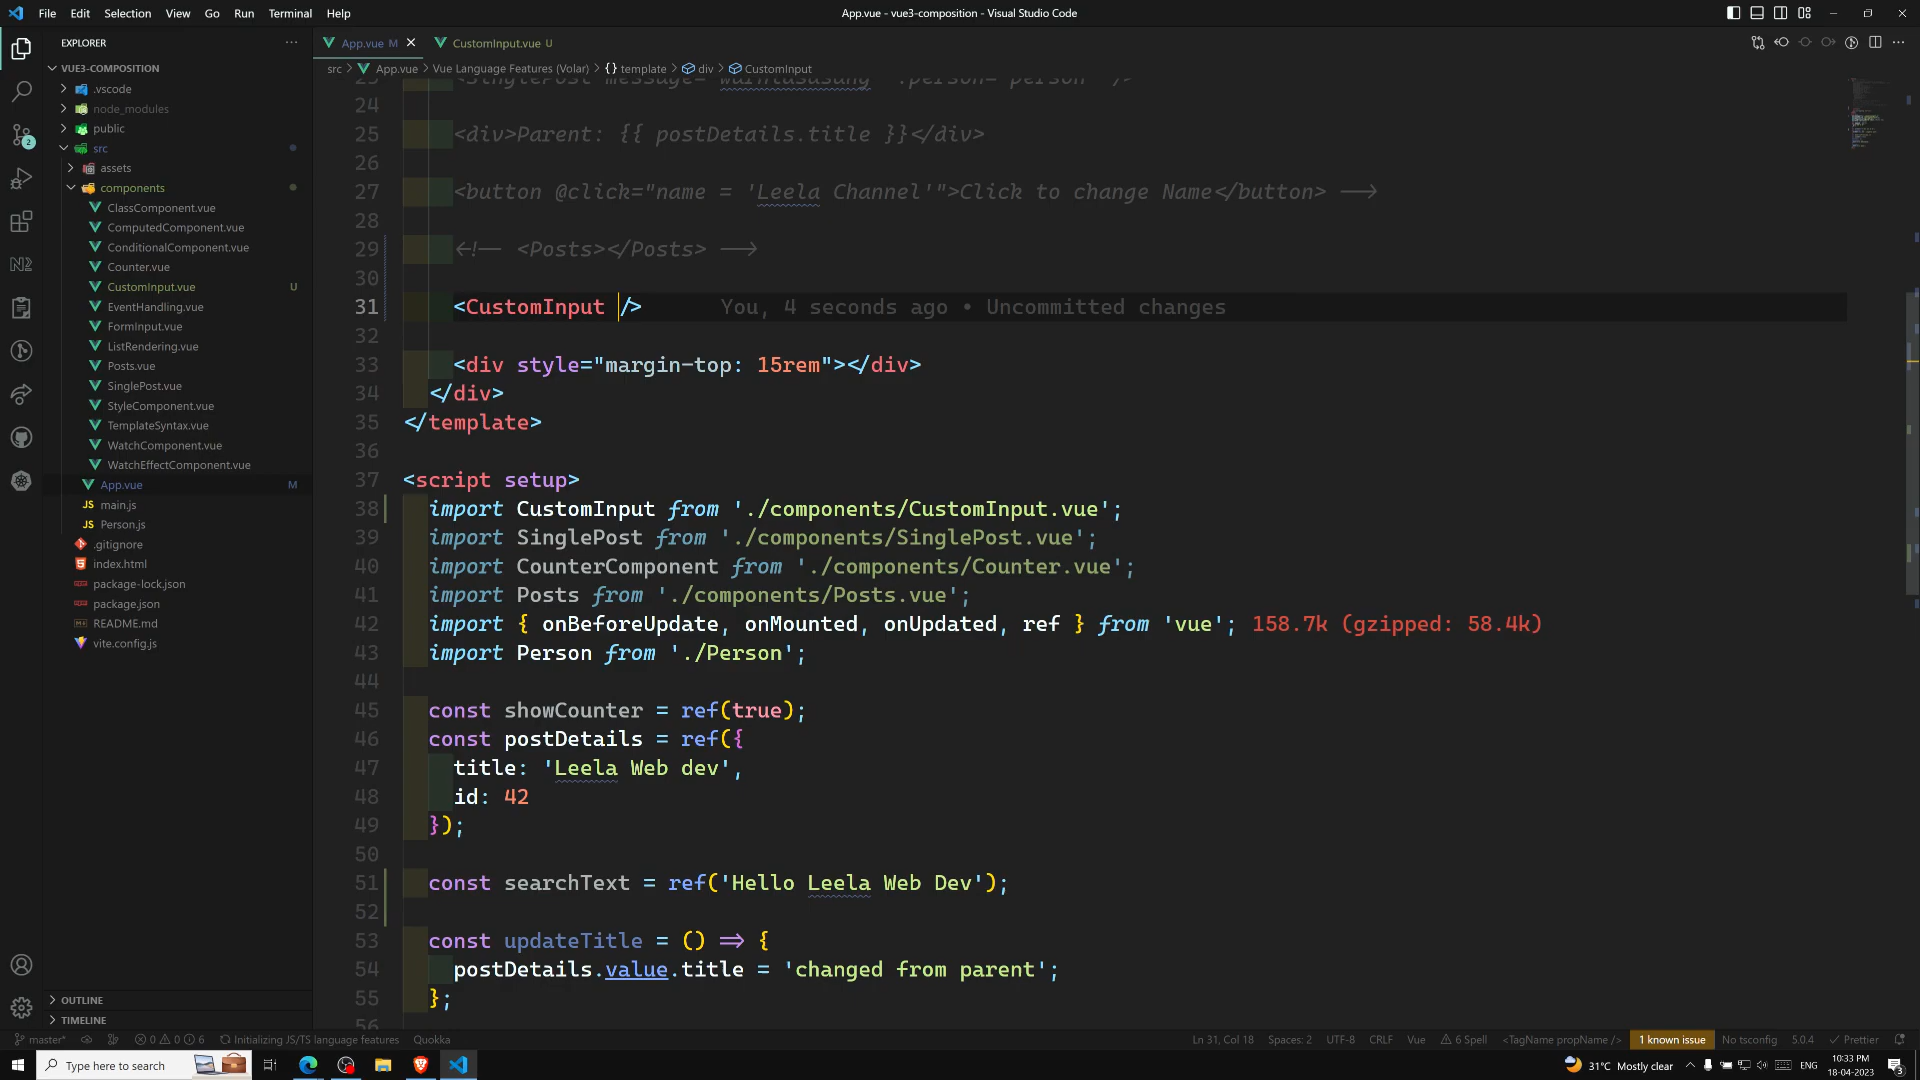 File Edit Selection View Go Run Terminal Help
App.vue - vue3-composition - Visual Studio Code
EXPLORER
VUE3-COMPOSITION
.vscode
node_modules
public
src
assets
components
ClassComponent.vue
ComputedComponent.vue
ConditionalComponent.vue
Counter.vue
CustomInput.vue U
EventHandling.vue
FormInput.vue
ListRendering.vue
Posts.vue
SinglePost.vue
StyleComponent.vue
TemplateSyntax.vue
WatchComponent.vue
WatchEffectComponent.vue
App.vue M
main.js
Person.js
.gitignore
index.html
package-lock.json
package.json
README.md
vite.config.js
OUTLINE
TIMELINE
App.vue M CustomInput.vue U
src > App.vue > Vue Language Features (Volar) > {} template > div > CustomInput
23 <SinglePost message="warntasasang" :person="person" />
24
25 <div>Parent: {{ postDetails.title }}</div>
26
27 <button @click="name = 'Leela Channel'">Click to change Name</button> -->
28
29 <!-- <Posts></Posts> -->
30
31 <CustomInput /> You, 4 seconds ago • Uncommitted changes
32
33 <div style="margin-top: 15rem"></div>
34 </div>
35 </template>
36
37 <script setup>
38 import CustomInput from './components/CustomInput.vue';
39 import SinglePost from './components/SinglePost.vue';
40 import CounterComponent from './components/Counter.vue';
41 import Posts from './components/Posts.vue';
42 import { onBeforeUpdate, onMounted, onUpdated, ref } from 'vue'; 158.7k (gzipped: 58.4k)
43 import Person from './Person';
44
45 const showCounter = ref(true);
46 const postDetails = ref({
47 title: 'Leela Web dev',
48 id: 42
49 });
50
51 const searchText = ref('Hello Leela Web Dev');
52
53 const updateTitle = () => {
54 postDetails.value.title = 'changed from parent';
55 };
56
master* 0 0 6 Initializing JS/TS language features Quokka Ln 31, Col 18 Spaces: 2 UTF-8 CRLF Vue 6 Spell <TagName propName /> 1 known issue No tsconfig 5.0.4 Prettier
Type here to search 31°C Mostly clear ENG 10:33 PM 18-04-2023 3